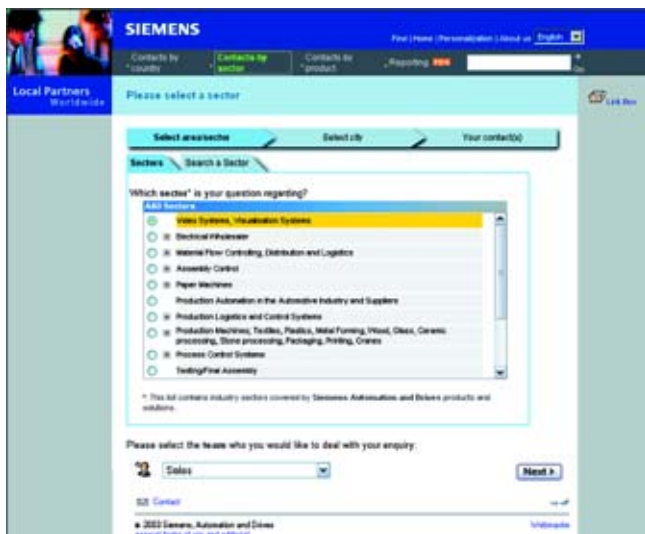 SIEMENS
Find | Home | Personalization | About us English
Contacts by country
Contacts by sector
Contacts by product
Reporting
Go
Local Partners
Worldwide
Please select a sector
Link Box
Select area/sector
Select city
Your contact(s)
Sectors
Search a Sector
Which sector* is your question regarding?
A&D Sectors
Video Systems, Visualisation Systems
Electrical Wholesaler
Material Flow Controlling, Distribution and Logistics
Assembly Control
Paper Machines
Production Automation in the Automotive Industry and Suppliers
Production Logistics and Control Systems
Production Machines; Textiles, Plastics, Metal Forming, Wood, Glass, Ceramic
processing, Stone processing, Packaging, Printing, Cranes
Process Control Systems
Testing/Final Assembly
* This list contains industry sectors covered by Siemens Automation and Drives products and
solutions.
Please select the team who you would like to deal with your enquiry:
Sales
Next
Contact
© 2003 Siemens, Automation and Drives
Webmaster